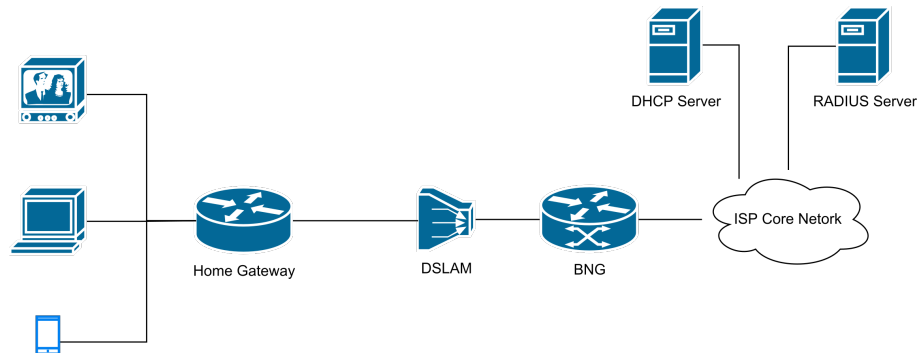 DHCP Server
RADIUS Server
ISP Core Netork
Home Gateway
DSLAM
BNG